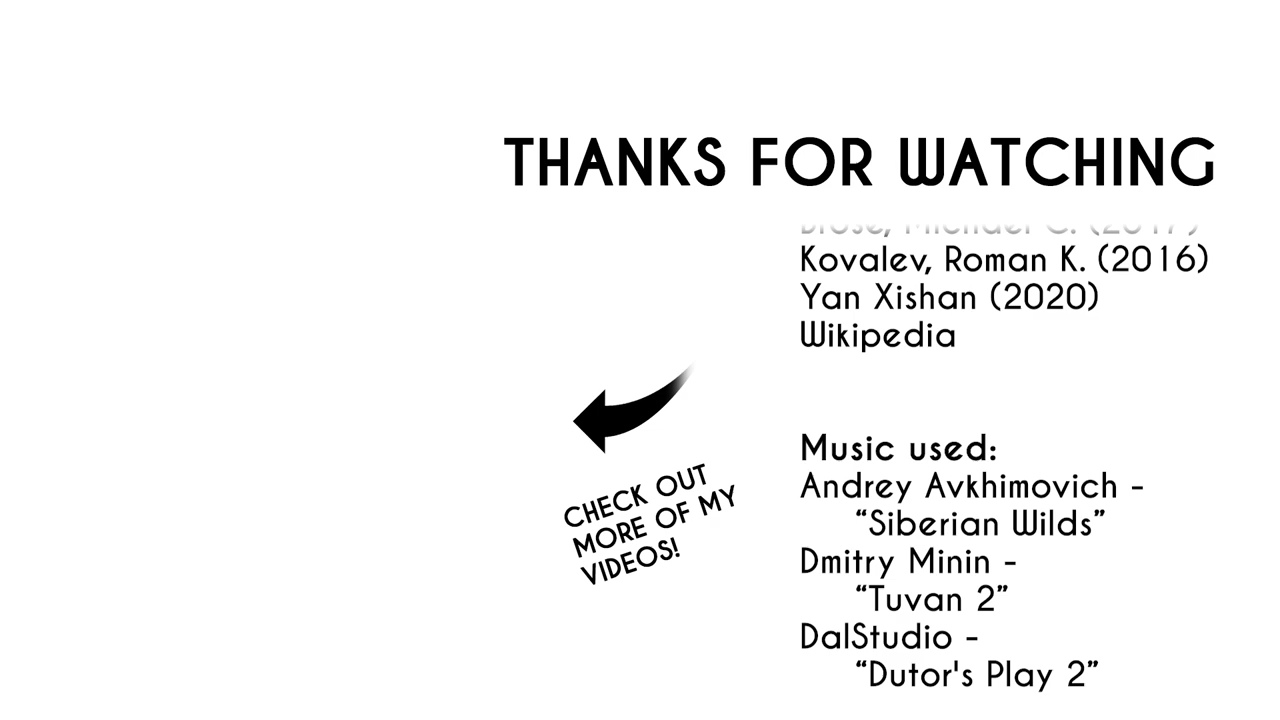 THANKS FOR WATCHING
Kovalev, Roman K. (2016)
Yan Xishan (2020)
Wikipedia
CHECK OUT
MORE OF MY
VIDEOS!
Music used:
Andrey Avkhimovich -
“Siberian Wilds”
Dmitry Minin -
“Tuvan 2”
DalStudio -
“Dutor's Play 2”